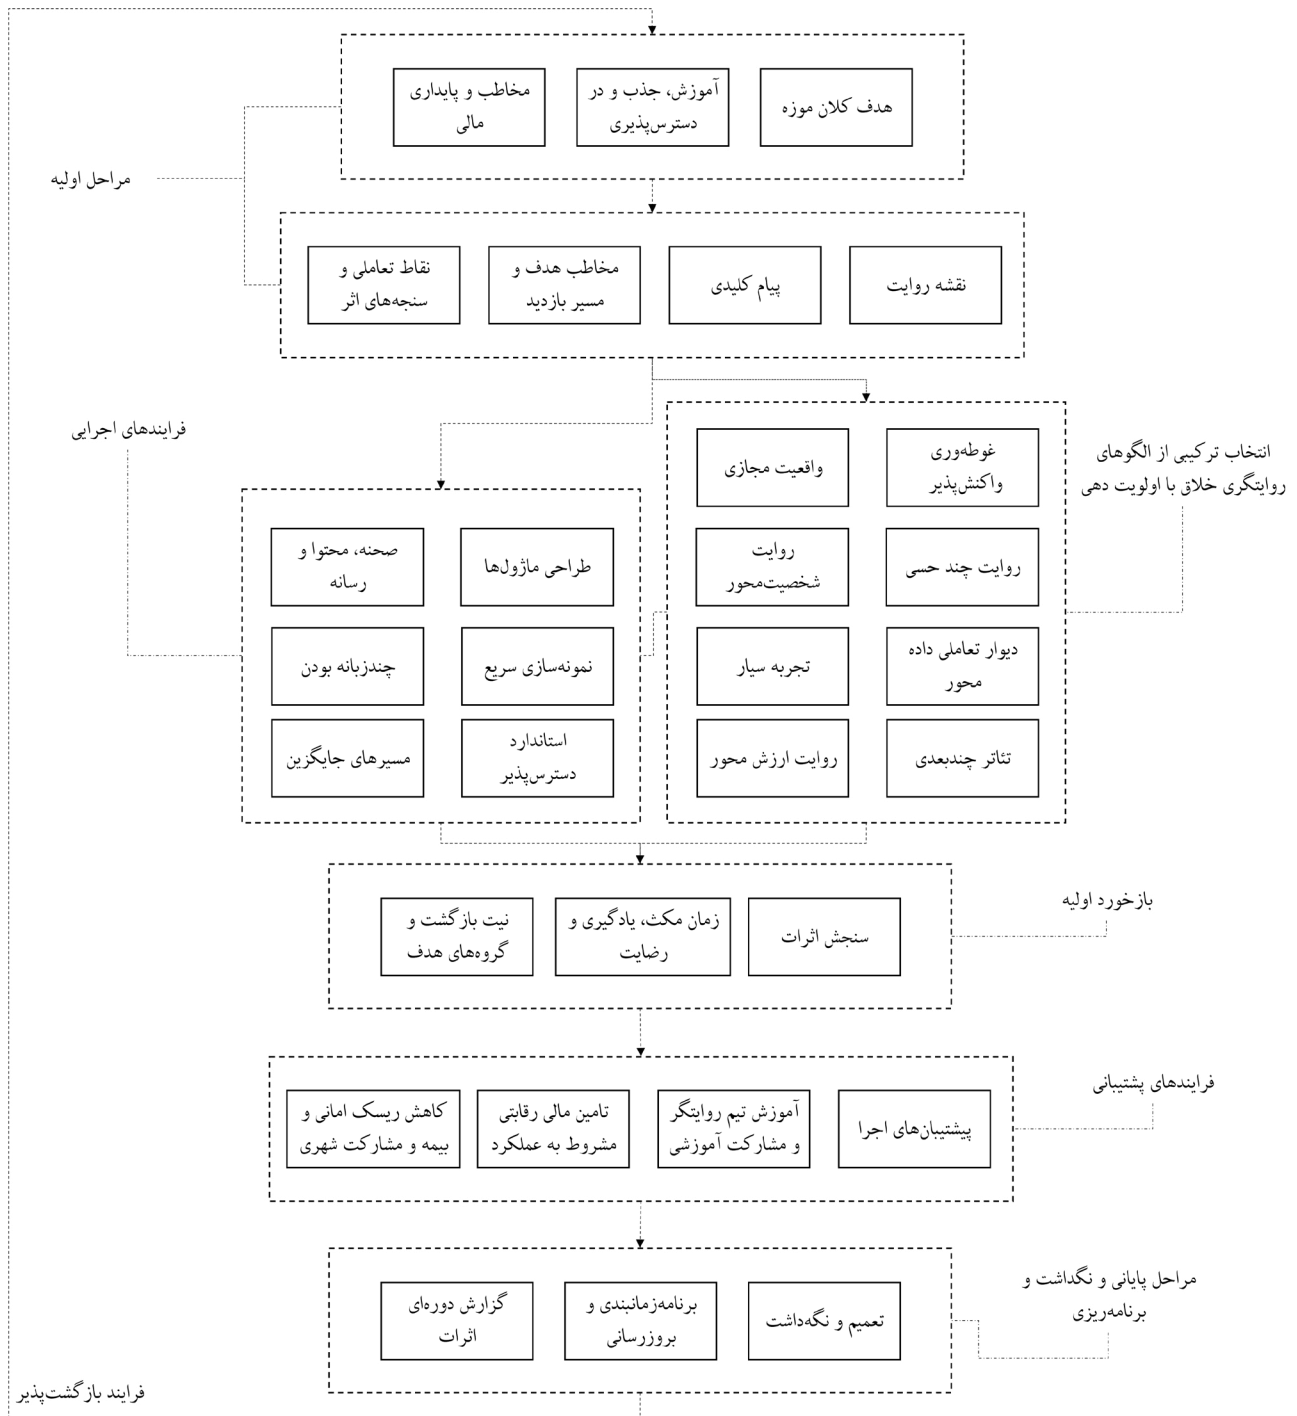 هدف کلان موزه
آموزش، جذب و در
دسترس‌پذیری
مخاطب و پایداری
مالی
مراحل اولیه
نقشه روایت
پیام کلیدی
مخاطب هدف و
مسیر بازدید
نقاط تعاملی و
سنجه‌های اثر
انتخاب ترکیبی از الگوهای
روایتگری خلاق با اولویت دهی
غوطه‌وری
واکنش‌پذیر
واقعیت مجازی
روایت چند حسی
روایت
شخصیت‌محور
دیوار تعاملی داده
محور
تجربه سیار
تئاتر چندبعدی
روایت ارزش محور
فرایندهای اجرایی
طراحی ماژول‌ها
صحنه، محتوا و
رسانه
نمونه‌سازی سریع
چندزبانه بودن
استاندارد
دسترس‌پذیر
مسیرهای جایگزین
بازخورد اولیه
سنجش اثرات
زمان مکث، یادگیری و
رضایت
نیت بازگشت و
گروه‌های هدف
فرایندهای پشتیبانی
پیشتیبان‌های اجرا
آموزش تیم روایتگر
و مشارکت آموزشی
تامین مالی رقابتی
مشروط به عملکرد
کاهش ریسک امانی و
بیمه و مشارکت شهری
مراحل پایانی و نگداشت و
برنامه‌ریزی
تعمیم و نگه‌داشت
برنامه‌زمانبندی و
بروزرسانی
گزارش دوره‌ای
اثرات
فرایند بازگشت‌پذیر